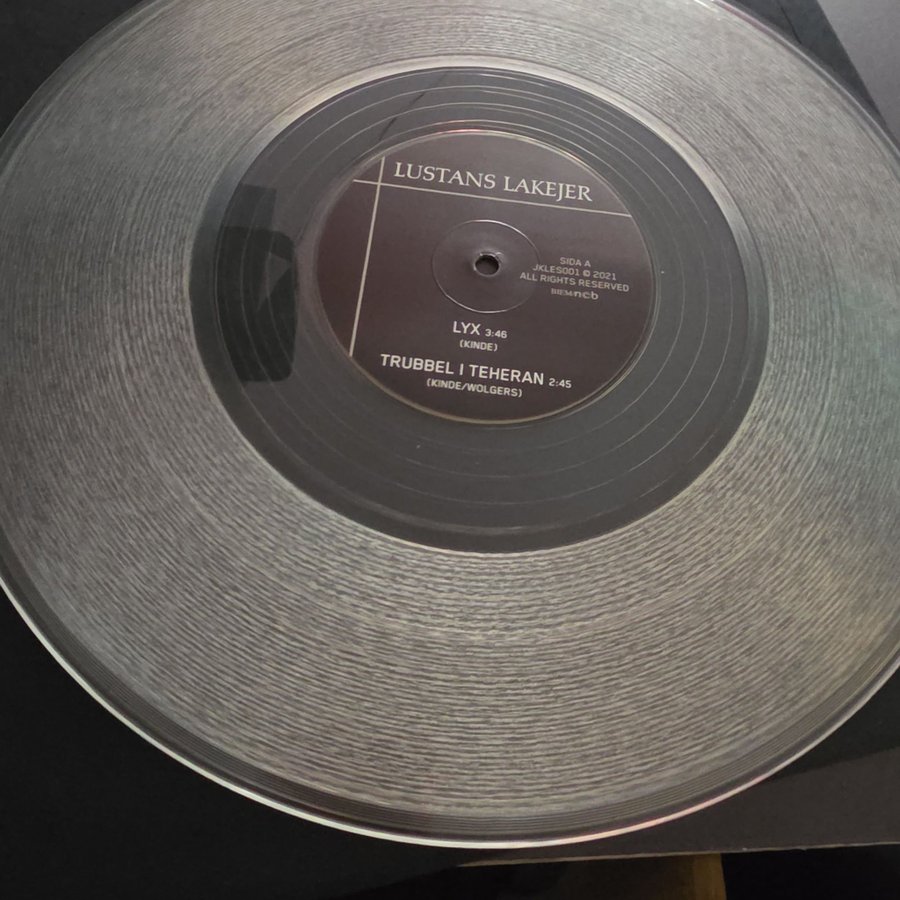 LUSTANS LAKEJER
SIDA A
JKLES001 © 2021
ALL RIGHTS RESERVED
BIEM/ncb
LYX 3:46
(KINDE)
TRUBBEL I TEHERAN 2:45
(KINDE/WOLGERS)